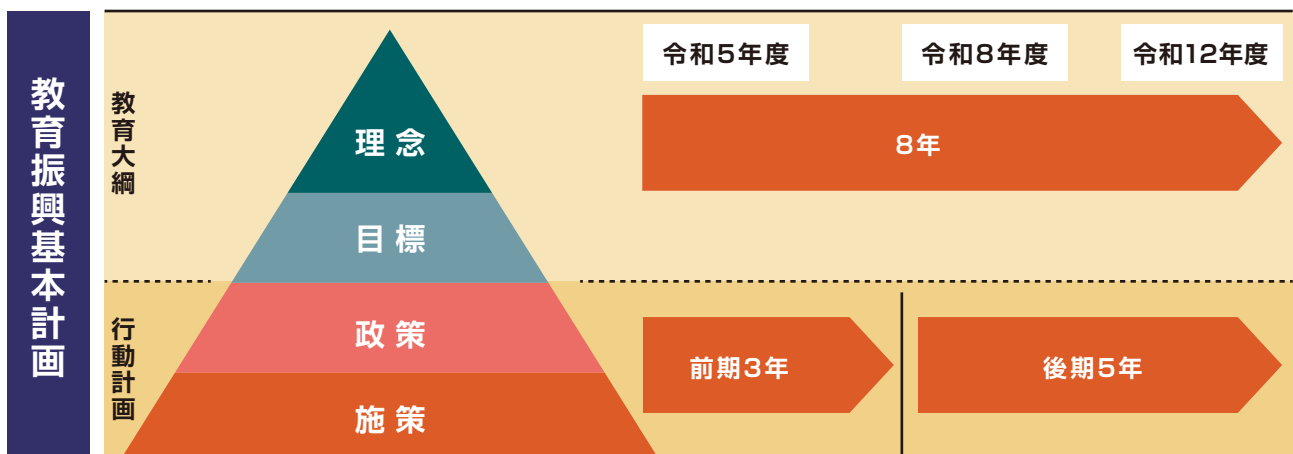 教育振興基本計画
教育大綱
理念
目標
令和5年度
令和8年度
令和12年度
8年
行動計画
政策
施策
前期3年
後期5年